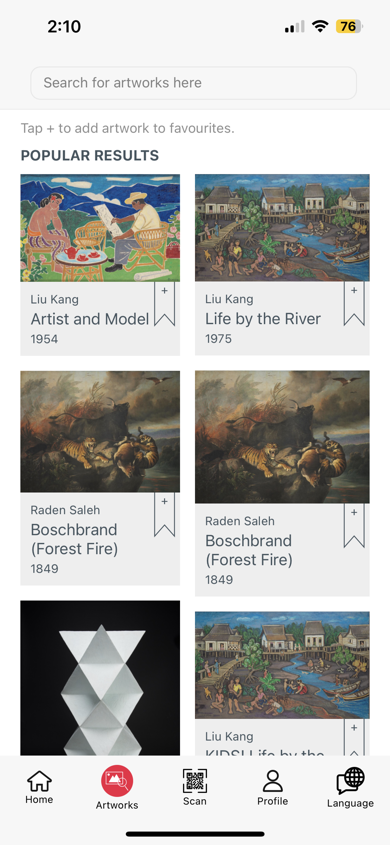 2:10
76
Search for artworks here
Tap + to add artwork to favourites.
POPULAR RESULTS
+
Liu Kang
Artist and Model
1954
+
Liu Kang
Life by the River
1975
+
Raden Saleh
Boschbrand
(Forest Fire)
1849
+
Raden Saleh
Boschbrand
(Forest Fire)
1849
+
Liu Kang
KIDS! Life by the
Home
Artworks
Scan
Profile
Language